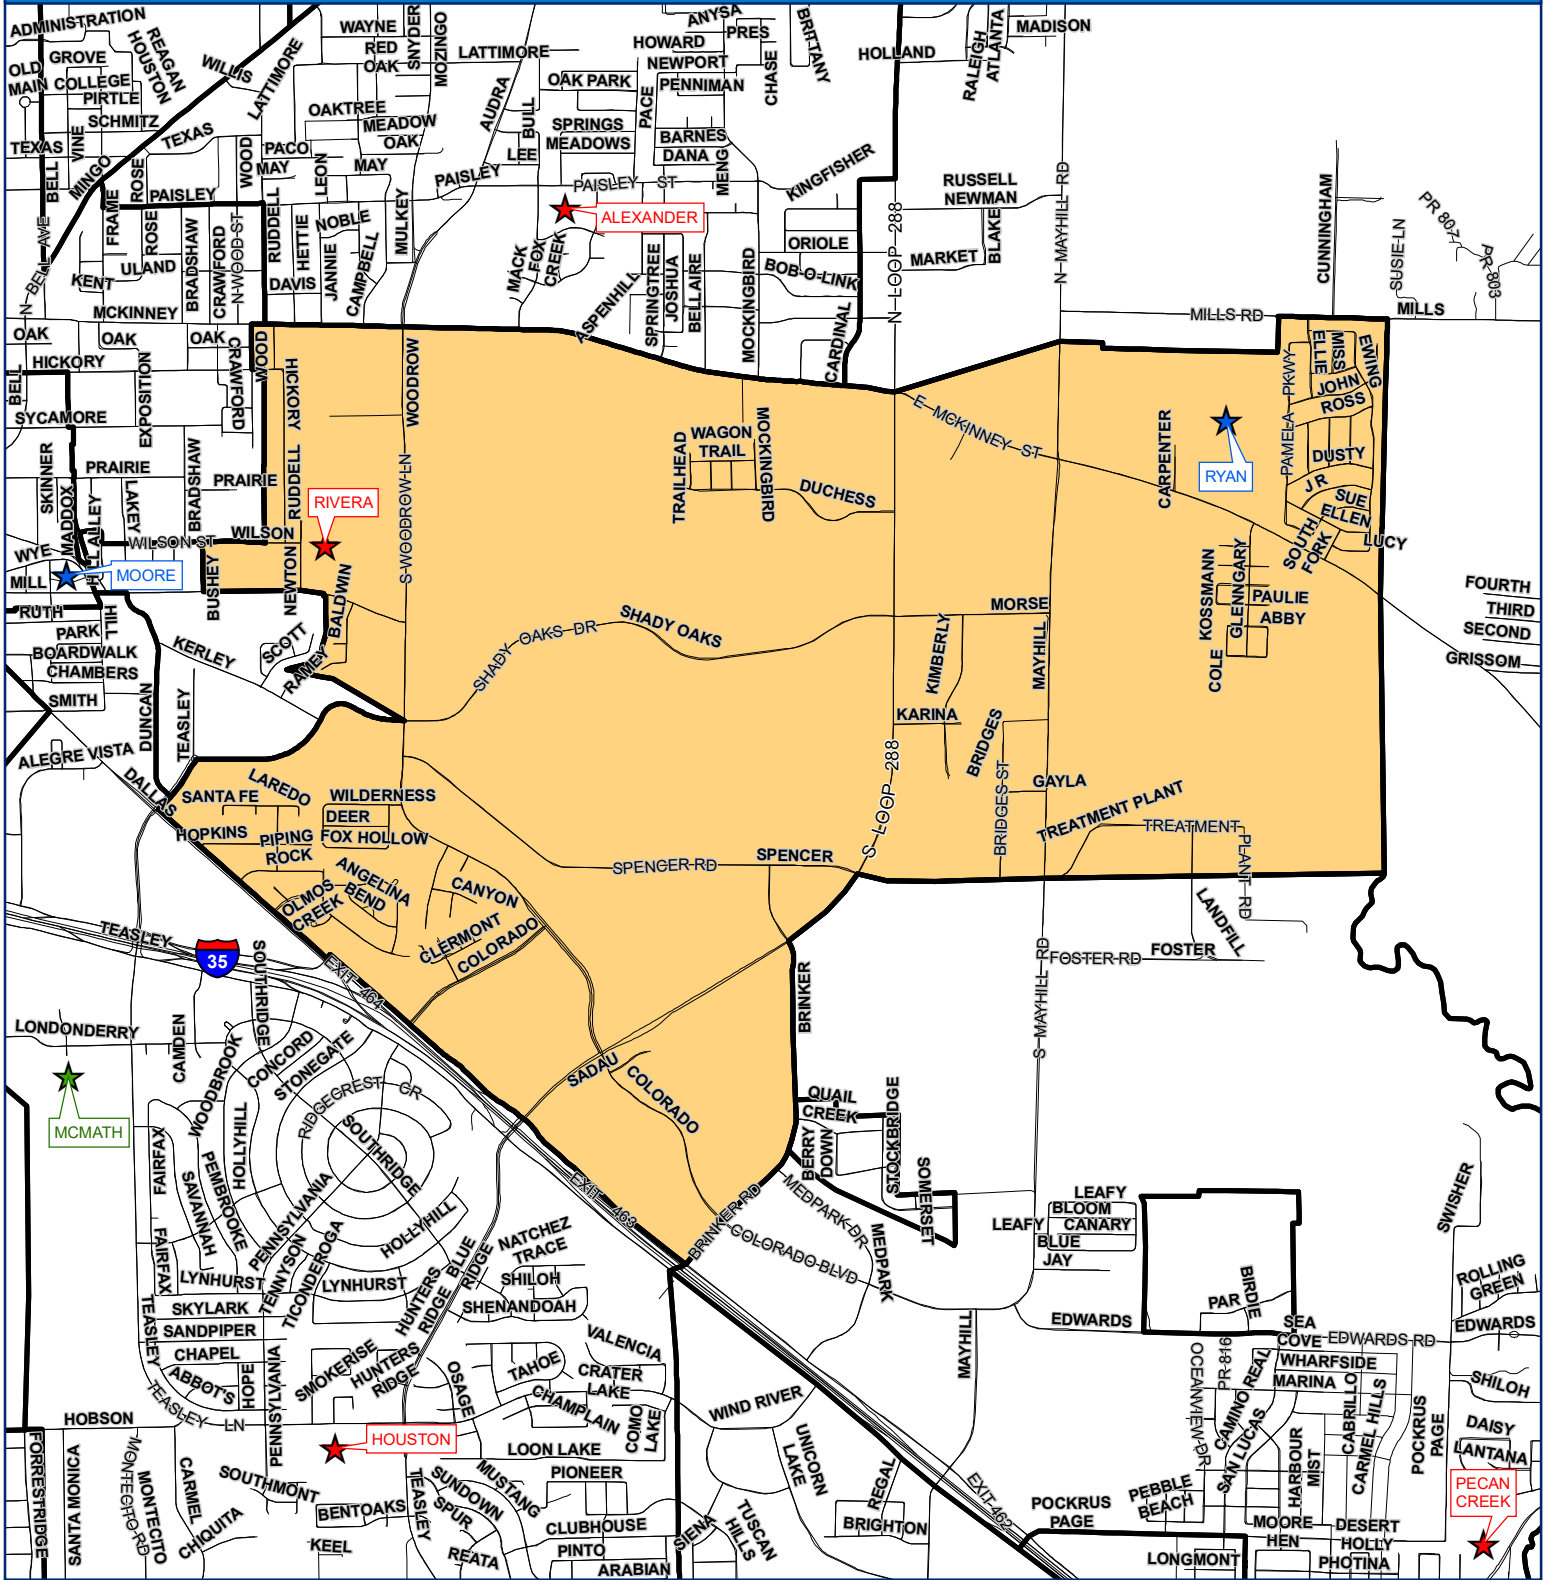 ADMINISTRATION
REAGAN
HOUSTON
GROVE
OLD
MAIN
COLLEGE
PIRTLE
SCHMITZ
TEXAS
TEXAS
VINE
BELL
MINGO
WILLIS
LATTIMORE
WAYNE
RED
OAK
SNYDER
MOZINGO
LATTIMORE
OAKTREE
MEADOW
OAK
PACO
MAY
MAY
LEON
WOOD
ROSE
PAISLEY
FRAME
ROSE
BRADSHAW
CRAWFORD
N WOOD ST
RUDDELL
HETTIE
NOBLE
JANNIE
CAMPBELL
MULKEY
DAVIS
ULAND
KENT
MCKINNEY
N BELL AVE
AUDRA
BULL
LEE
PAISLEY
PAISLEY ST
OAK PARK
SPRINGS
MEADOWS
PACE
HOWARD
NEWPORT
PENNIMAN
ANYSA
PRES
CHASE
BRITTANY
BARNES
DANA
MENG
KINGFISHER
HOLLAND
RALEIGH
ATLANTA
MADISON
RUSSELL
NEWMAN
BLAKE
MARKET
N LOOP 288
N MAYHILL RD
ORIOLE
BOB-O-LINK
CARDINAL
MOCKINGBIRD
BELLAIRE
JOSHUA
SPRINGTREE
ASPENHILL
MACK
FOX
CREEK
ALEXANDER
CUNNINGHAM
SUSIE LN
PR 807
PR 803
MILLS RD
MILLS
OAK
OAK
OAK
HICKORY
BELL
SYCAMORE
EXPOSITION
CRAWFORD
WOOD
HICKORY
RUDDELL
WOODROW
S WOODROW LN
PRAIRIE
PRAIRIE
SKINNER
MADDOX
HILL ALLEY
LAKEY
BRADSHAW
WILSON ST
WILSON
WYE
MILL
MOORE
BUSHEY
NEWTON
RIVERA
BALDWIN
RUTH
HILL
PARK
BOARDWALK
CHAMBERS
SMITH
KERLEY
SCOTT
RAMEY
DUNCAN
TEASLEY
ALEGRE VISTA
DALLAS
TRAILHEAD
WAGON
TRAIL
MOCKINGBIRD
DUCHESS
E MCKINNEY ST
CARPENTER
RYAN
PAMELA PKWY
ELLIE
MISS
EWING
JOHN
ROSS
DUSTY
J R
SUE
ELLEN
LUCY
SOUTH
FORK
KOSSMANN
GLENNGARY
PAULIE
ABBY
COLE
FOURTH
THIRD
SECOND
GRISSOM
SHADY OAKS DR
SHADY OAKS
MORSE
KIMBERLY
MAYHILL
KARINA
BRIDGES
BRIDGES ST
GAYLA
TREATMENT PLANT
TREATMENT
PLANT RD
S LOOP 288
SPENCER RD
SPENCER
SANTA FE
LAREDO
WILDERNESS
DEER
FOX HOLLOW
HOPKINS
PIPING
ROCK
ANGELINA
BEND
OLMOS
CREEK
CANYON
CLERMONT
COLORADO
SADAU
COLORADO
BRINKER
LANDFILL
FOSTER RD
FOSTER
S MAYHILL RD
TEASLEY
35
EXIT 464
SOUTHRIDGE
LONDONDERRY
CAMDEN
MCMATH
WOODBROOK
CONCORD
STONEGATE
RIDGECREST CR
SOUTHRIDGE
HOLLYHILL
FAIRFAX
SAVANNAH
PEMBROOKE
PENNSYLVANIA
HOLLYHILL
FAIRFAX
TENNYSON
TICONDEROGA
LYNHURST
LYNHURST
SKYLARK
SANDPIPER
CHAPEL
ABBOT'S
HOPE
PENNSYLVANIA
TEASLEY
TEASLEY LN
HUNTERS
RIDGE
BLUE
RIDGE
NATCHEZ
TRACE
SHILOH
SHENANDOAH
SMOKERISE
HUNTERS
RIDGE
OSAGE
TAHOE
VALENCIA
CRATER
LAKE
CHAMPLAIN
COMO
LAKE
LOON LAKE
PIONEER
HOUSTON
HOBSON
FORRESTRIDGE
SANTA MONICA
MONTECITO RD
MONTECITO
CARMEL
CHIQUITA
SOUTHMONT
BENTOAKS
KEEL
TEASLEY
SUNDOWN
SPUR
MUSTANG
REATA
CLUBHOUSE
PINTO
ARABIAN
SIENA
TUSCAN
HILLS
UNICORN
LAKE
WIND RIVER
REGAL
BRIGHTON
EXIT 463
BRINKER RD
QUAIL
CREEK
BERRY
DOWN
STOCKBRIDGE
SOMERSET
MEDPARK DR
MEDPARK
COLORADO BLVD
MAYHILL
EXIT 462
LEAFY
BLOOM
LEAFY
CANARY
BLUE
JAY
EDWARDS
PAR
BIRDIE
SEA
COVE
EDWARDS RD
EDWARDS
SWISHER
ROLLING
GREEN
SHILOH
DAISY
LANTANA
WHARFSIDE
MARINA
OCEANVIEW DR
PR 816
CAMINO REAL
SAN LUCAS
CABRILLO
CARMEL HILLS
HARBOUR
MIST
POCKRUS
PAGE
PEBBLE
BEACH
POCKRUS
PAGE
MOORE
HEN
DESERT
HOLLY
PHOTINA
LONGMONT
PECAN
CREEK